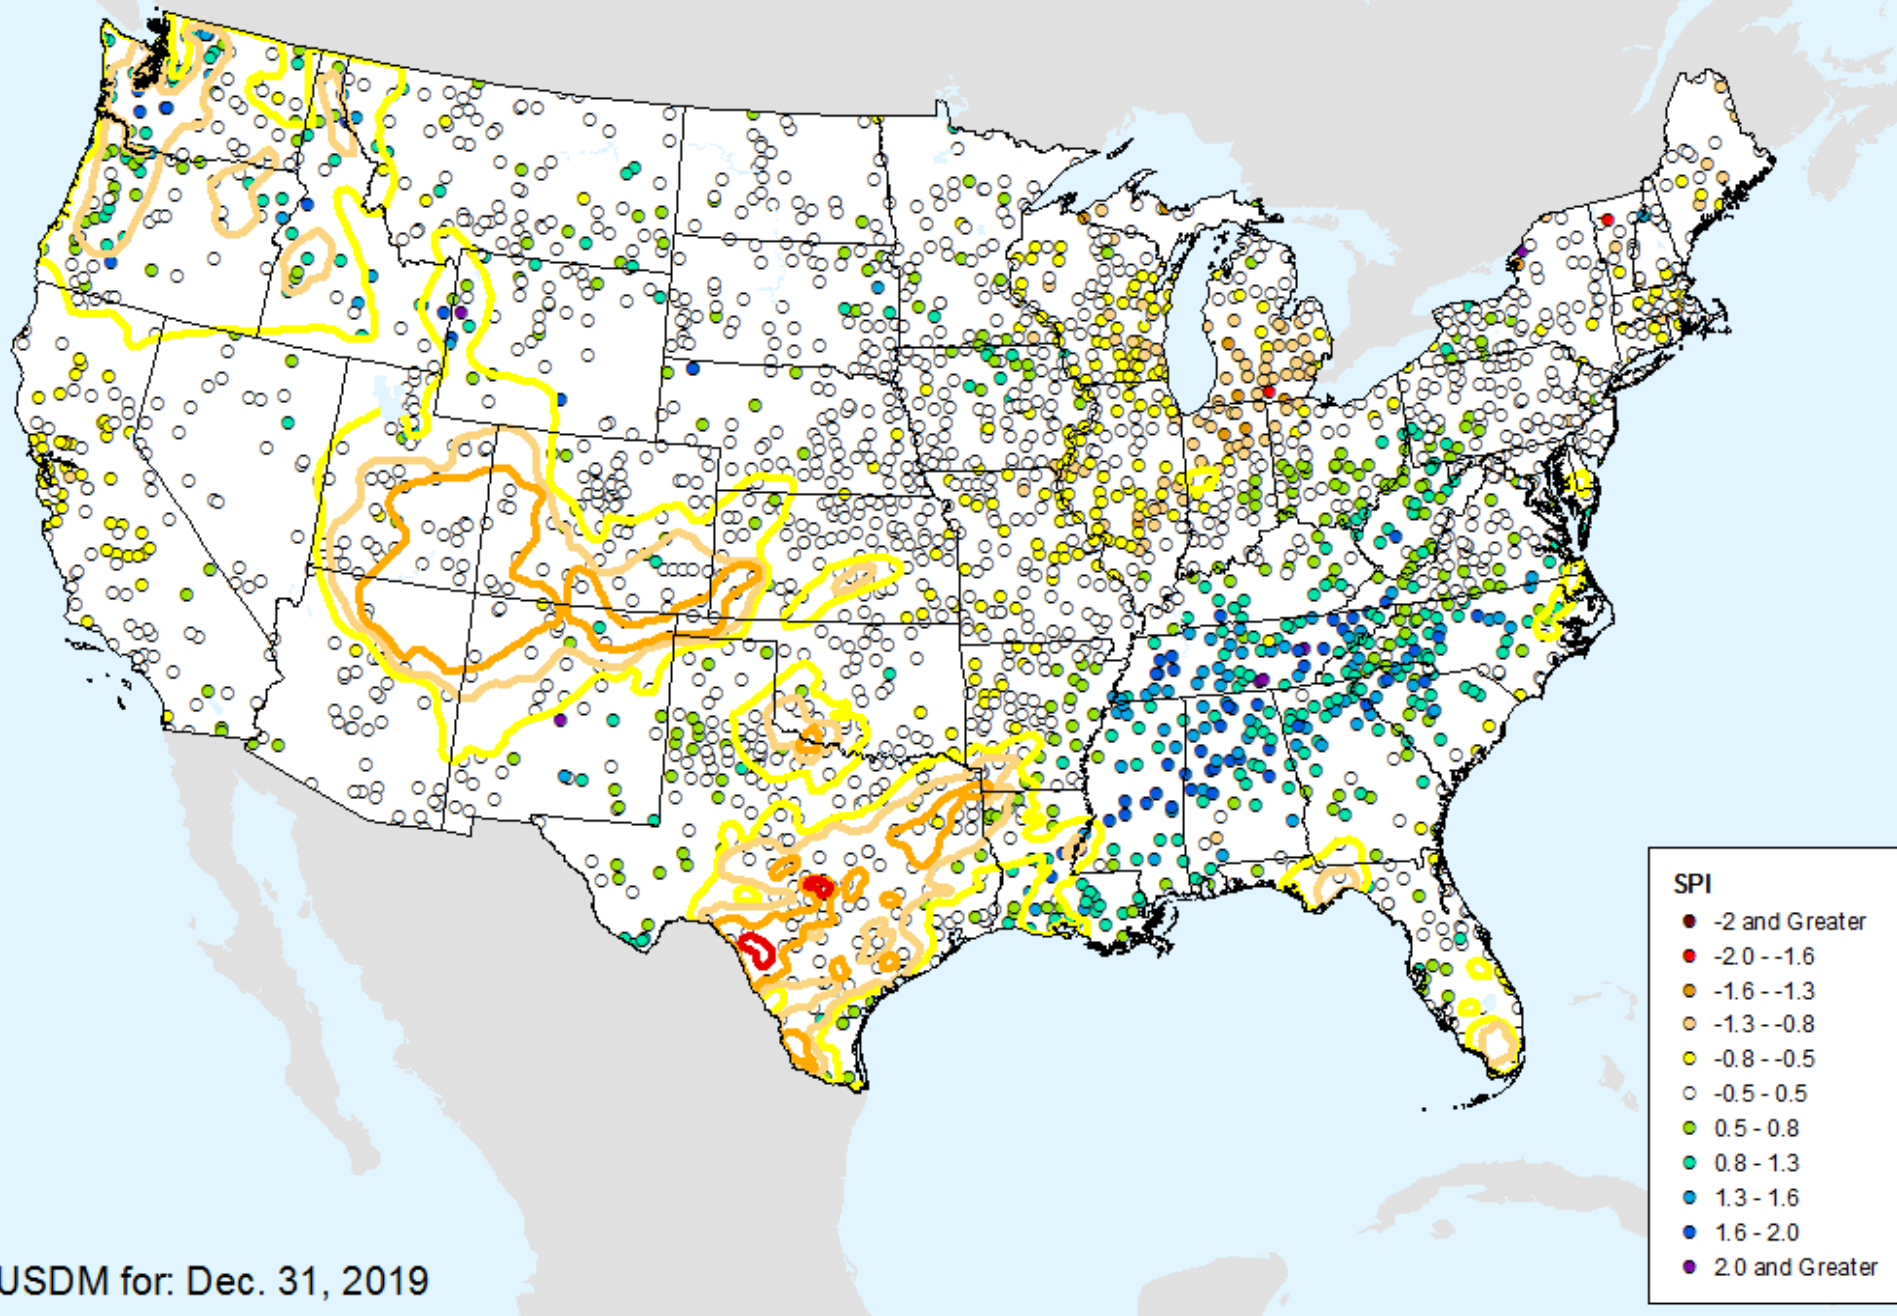 SPI
-2 and Greater
-2.0 - -1.6
-1.6 - -1.3
-1.3 - -0.8
-0.8 - -0.5
-0.5 - 0.5
0.5 - 0.8
0.8 - 1.3
1.3 - 1.6
1.6 - 2.0
2.0 and Greater
USDM for: Dec. 31, 2019